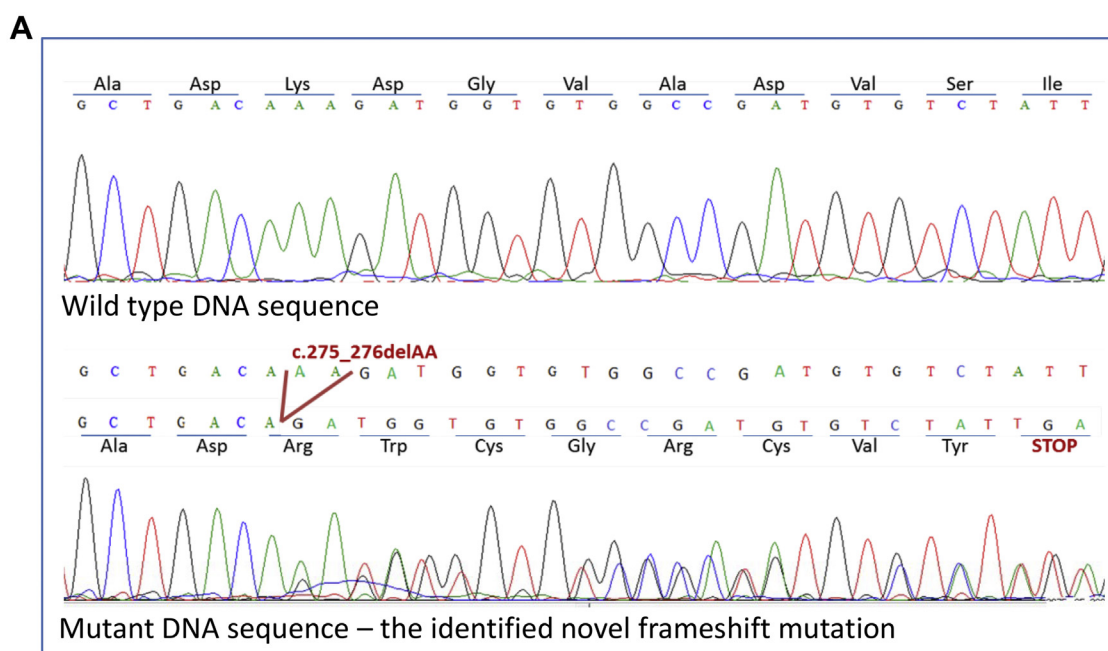 A
Ala Asp Lys Asp Gly Val Ala Asp Val Ser Ile
G C T G A C A A A G A T G G T G T G G C C G A T G T G T C T A T T
Wild type DNA sequence
c.275_276delAA
G C T G A C A A A G A T G G T G T G G C C G A T G T G T C T A T T
G C T G A C A G A T G G T G T G G C C G A T G T G T C T A T T G A
Ala Asp Arg Trp Cys Gly Arg Cys Val Tyr STOP
Mutant DNA sequence – the identified novel frameshift mutation